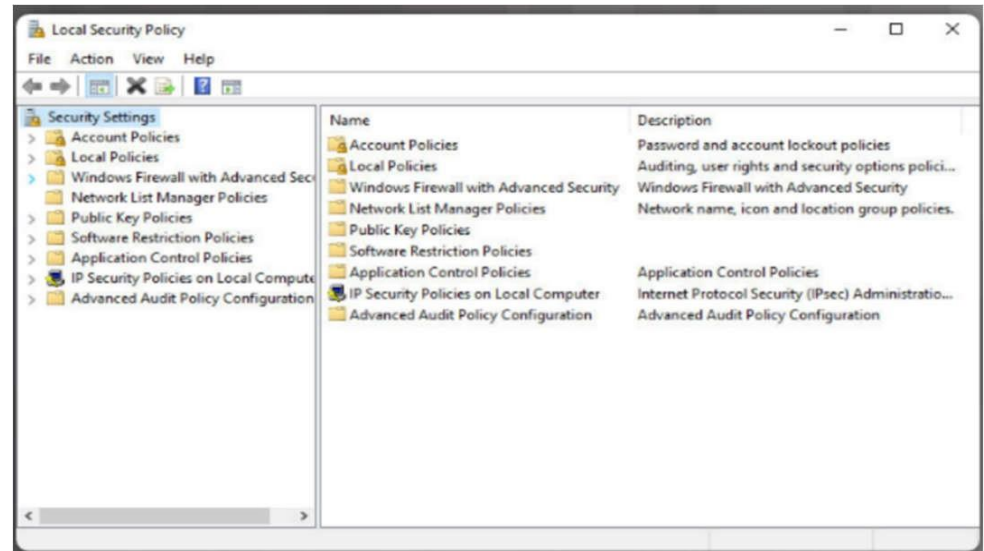 Local Security Policy
File Action View Help
Security Settings
Account Policies
Local Policies
Windows Firewall with Advanced Secu
Network List Manager Policies
Public Key Policies
Software Restriction Policies
Application Control Policies
IP Security Policies on Local Compute
Advanced Audit Policy Configuration
Name Description
Account Policies Password and account lockout policies
Local Policies Auditing, user rights and security options polici...
Windows Firewall with Advanced Security Windows Firewall with Advanced Security
Network List Manager Policies Network name, icon and location group policies.
Public Key Policies
Software Restriction Policies
Application Control Policies Application Control Policies
IP Security Policies on Local Computer Internet Protocol Security (IPsec) Administratio...
Advanced Audit Policy Configuration Advanced Audit Policy Configuration